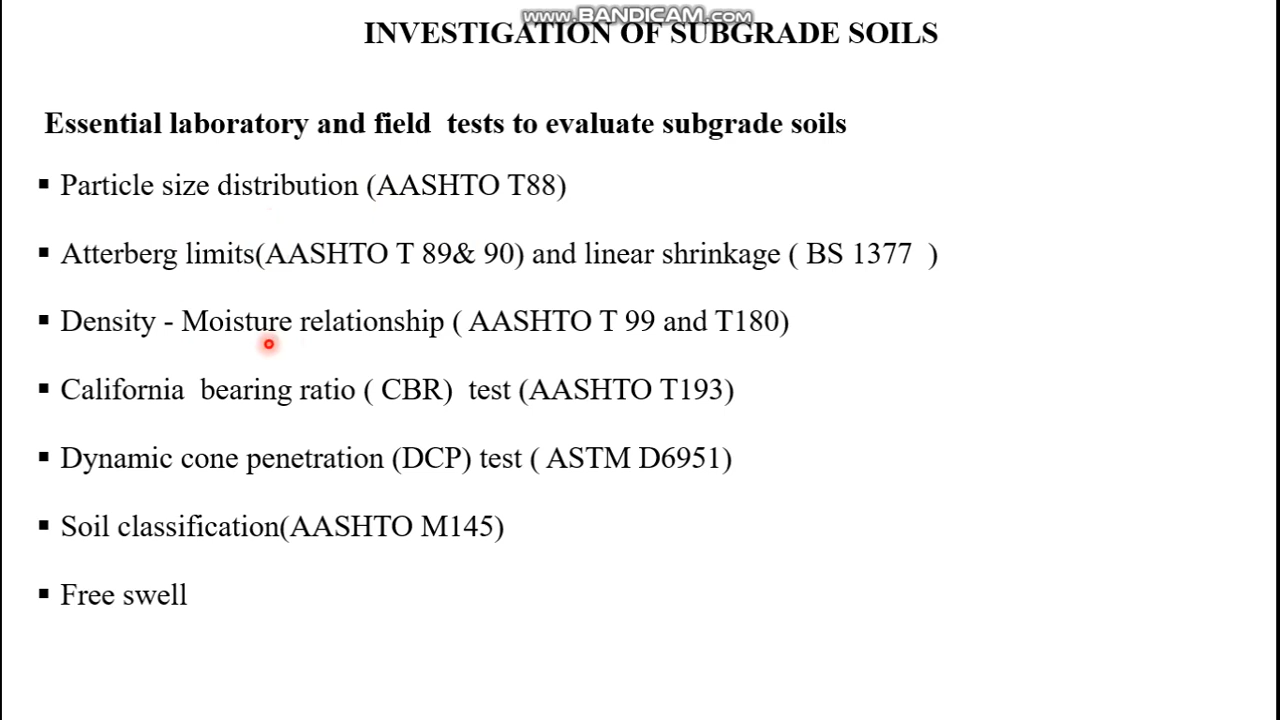 www.BANDICAM.com
INVESTIGATION OF SUBGRADE SOILS
Essential laboratory and field tests to evaluate subgrade soils
▪ Particle size distribution (AASHTO T88)
▪ Atterberg limits(AASHTO T 89& 90) and linear shrinkage ( BS 1377 )
▪ Density - Moisture relationship ( AASHTO T 99 and T180)
▪ California bearing ratio ( CBR) test (AASHTO T193)
▪ Dynamic cone penetration (DCP) test ( ASTM D6951)
▪ Soil classification(AASHTO M145)
▪ Free swell